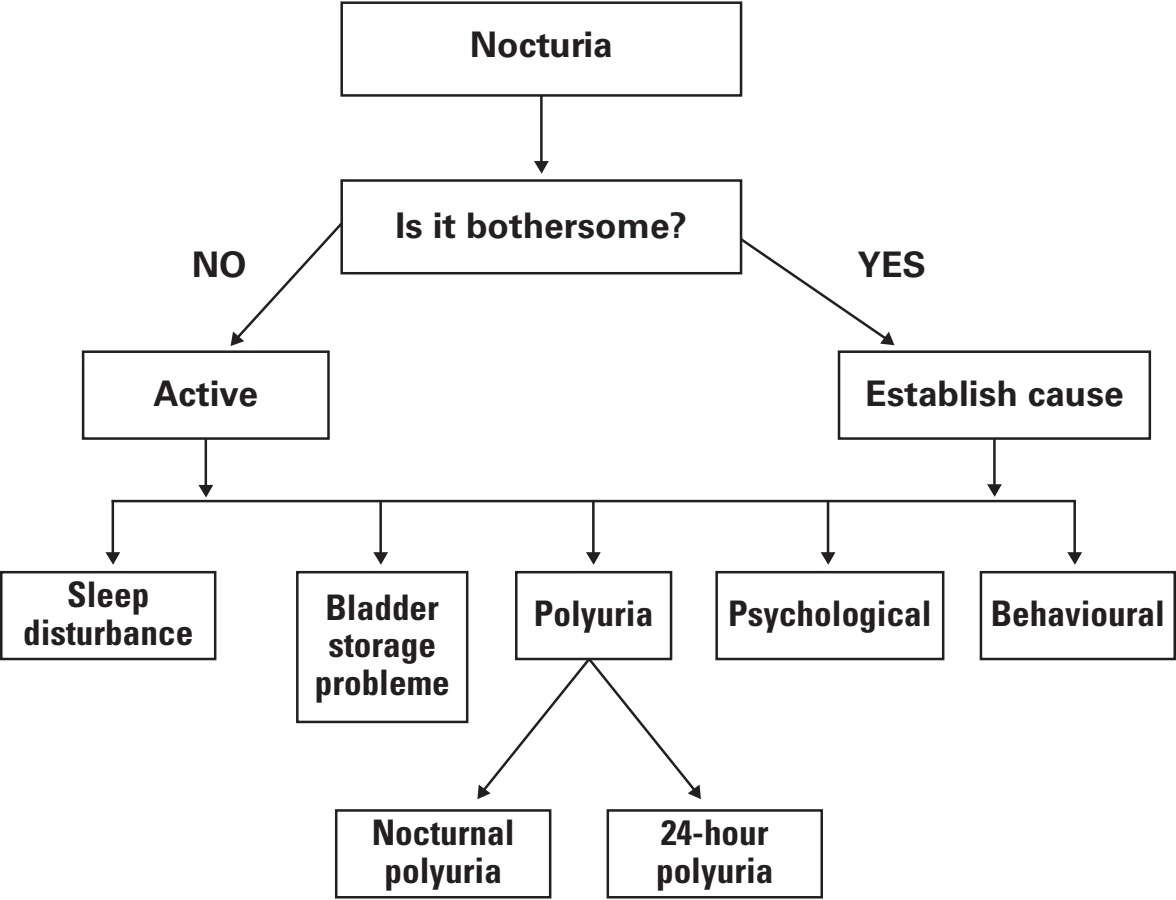 Nocturia
Is it bothersome?
NO
YES
Active
Establish cause
Sleep
disturbance
Bladder
storage
probleme
Polyuria
Psychological
Behavioural
Nocturnal
polyuria
24-hour
polyuria